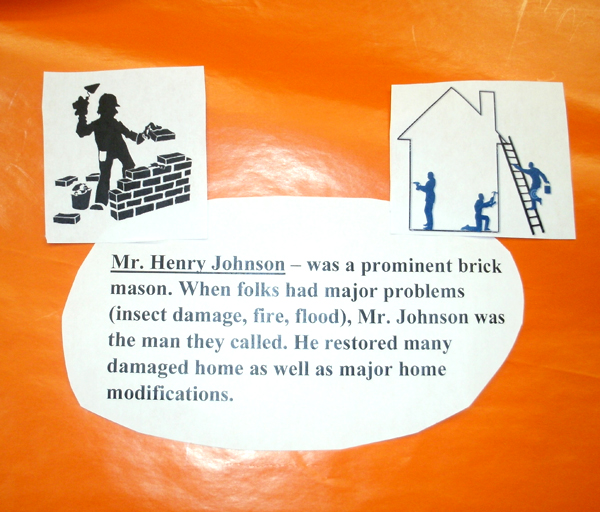 Mr. Henry Johnson – was a prominent brick
mason. When folks had major problems
(insect damage, fire, flood), Mr. Johnson was
the man they called. He restored many
damaged home as well as major home
modifications.